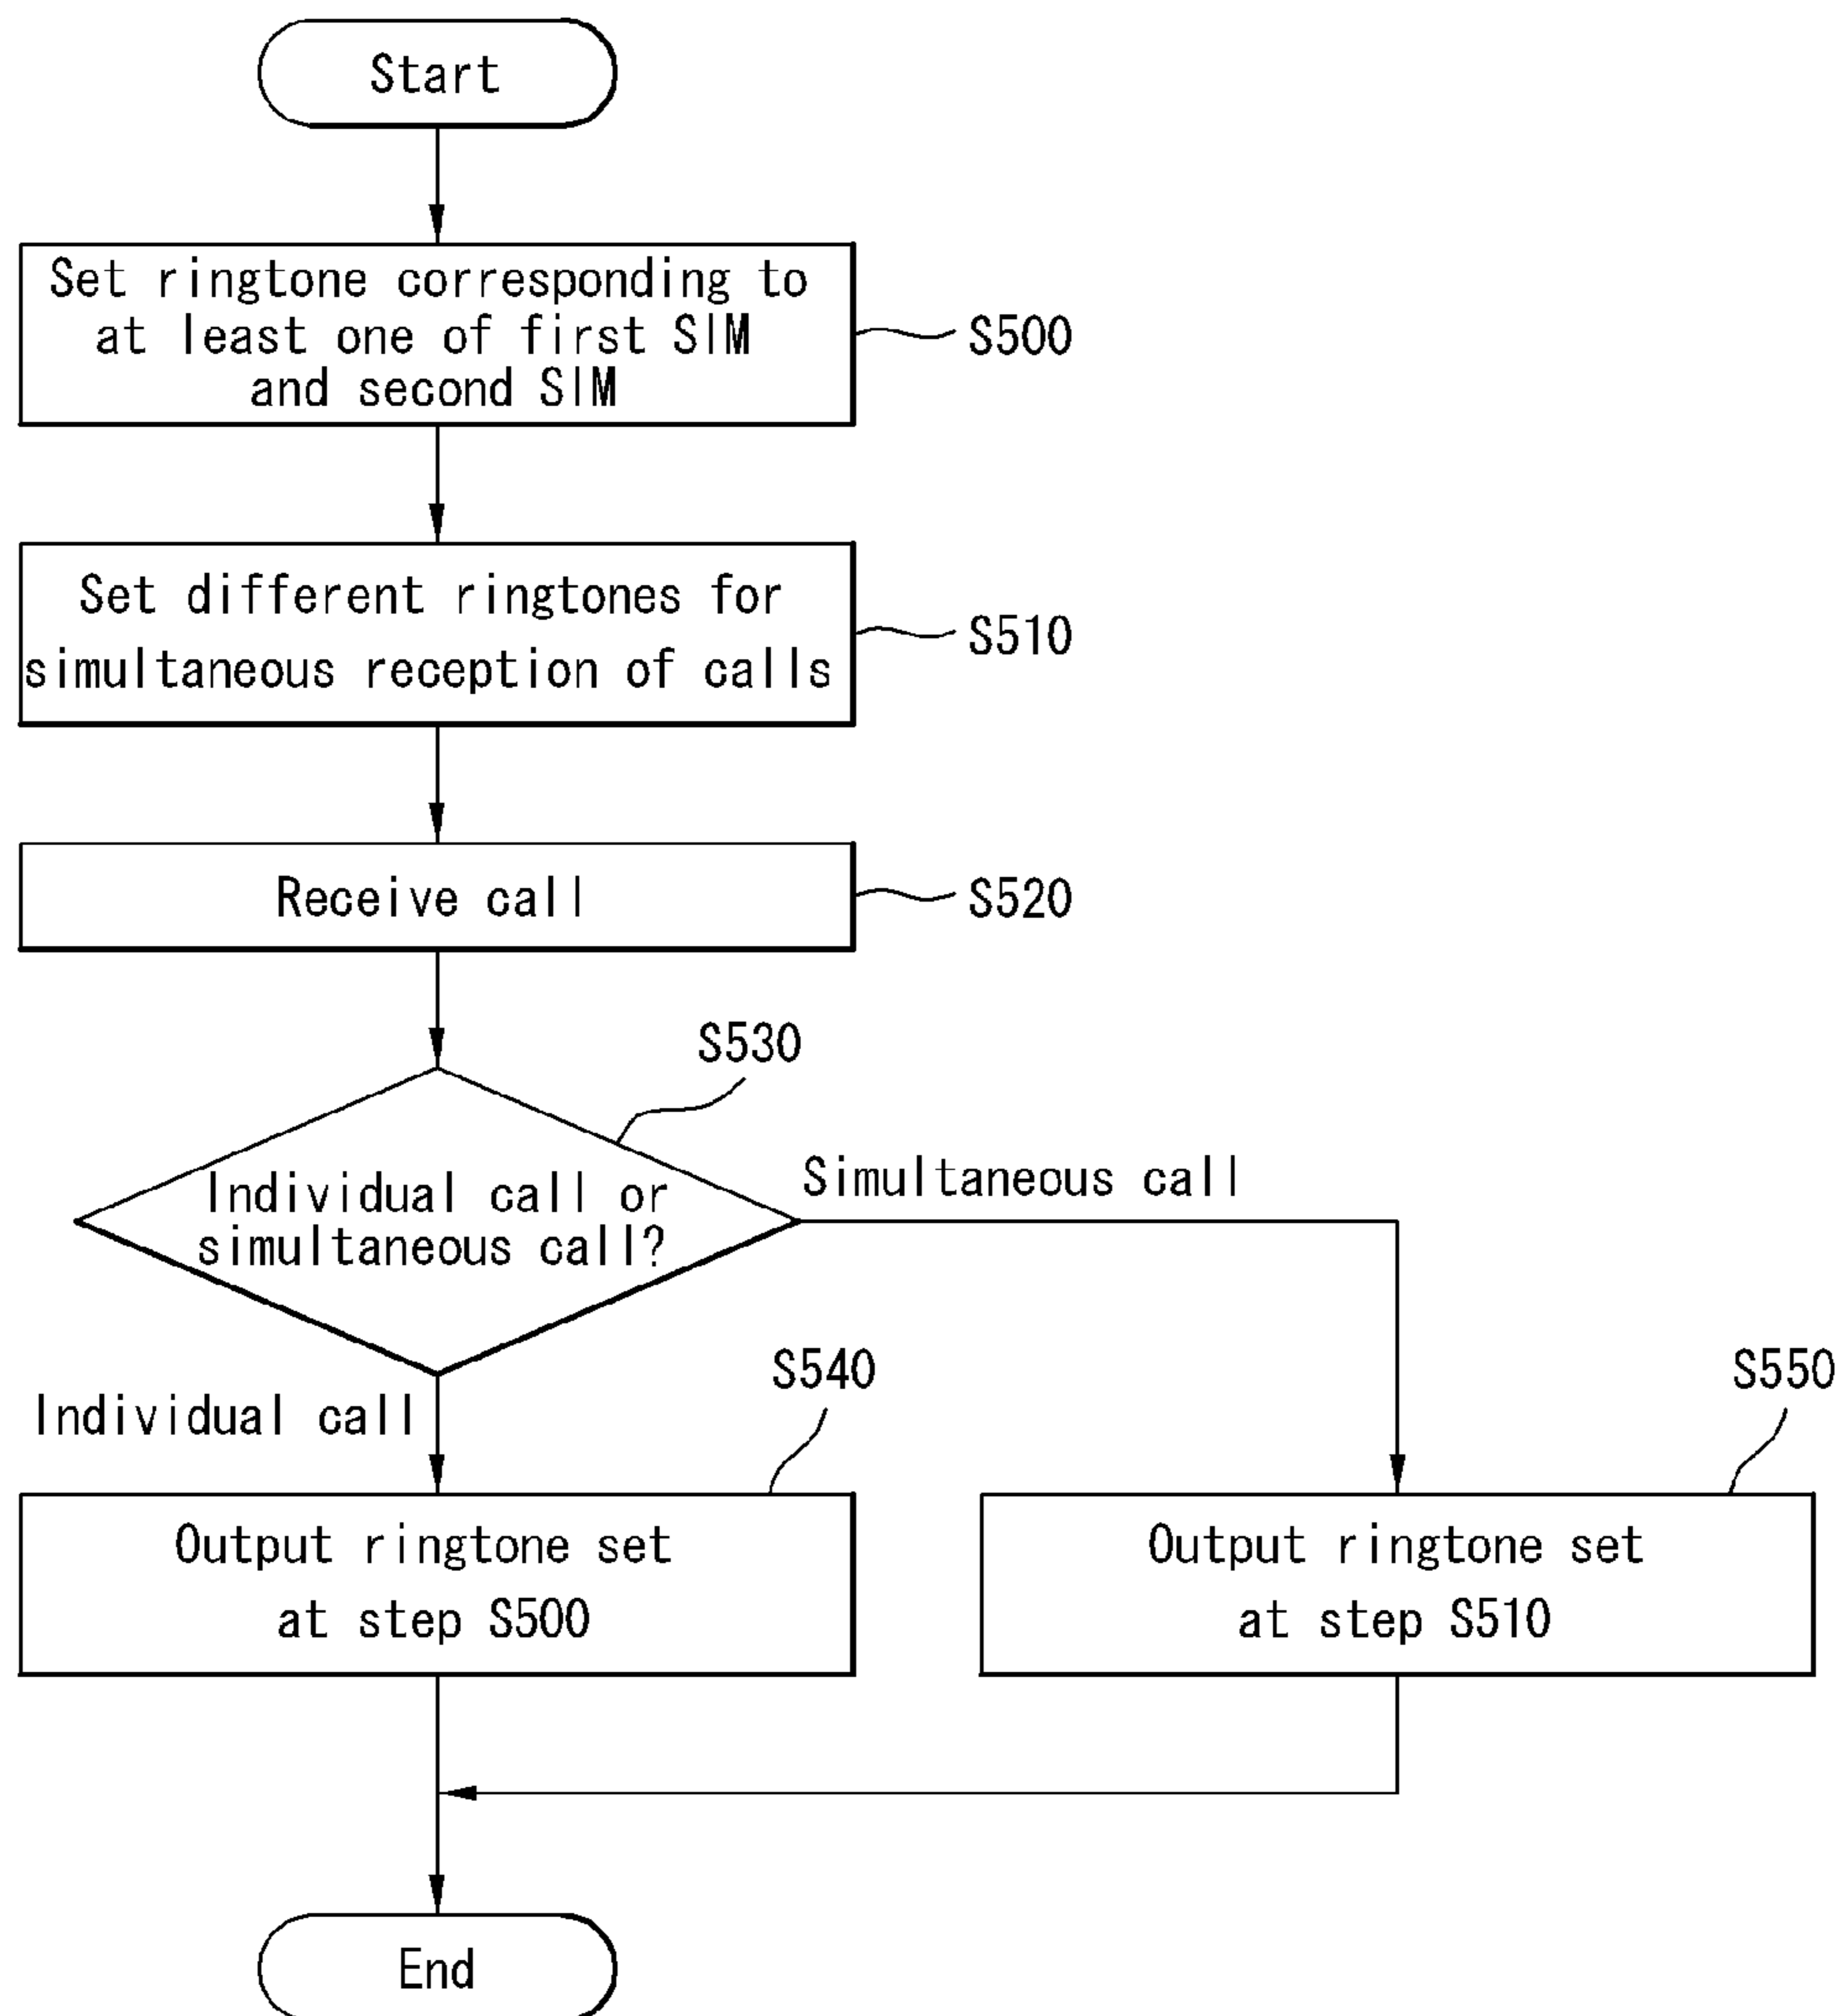 Start
Set ringtone corresponding to
at least one of first SIM
and second SIM
S500
Set different ringtones for
simultaneous reception of calls
S510
Receive call
S520
S530
Individual call or
simultaneous call?
Simultaneous call
Individual call
S540
S550
Output ringtone set
at step S500
Output ringtone set
at step S510
End